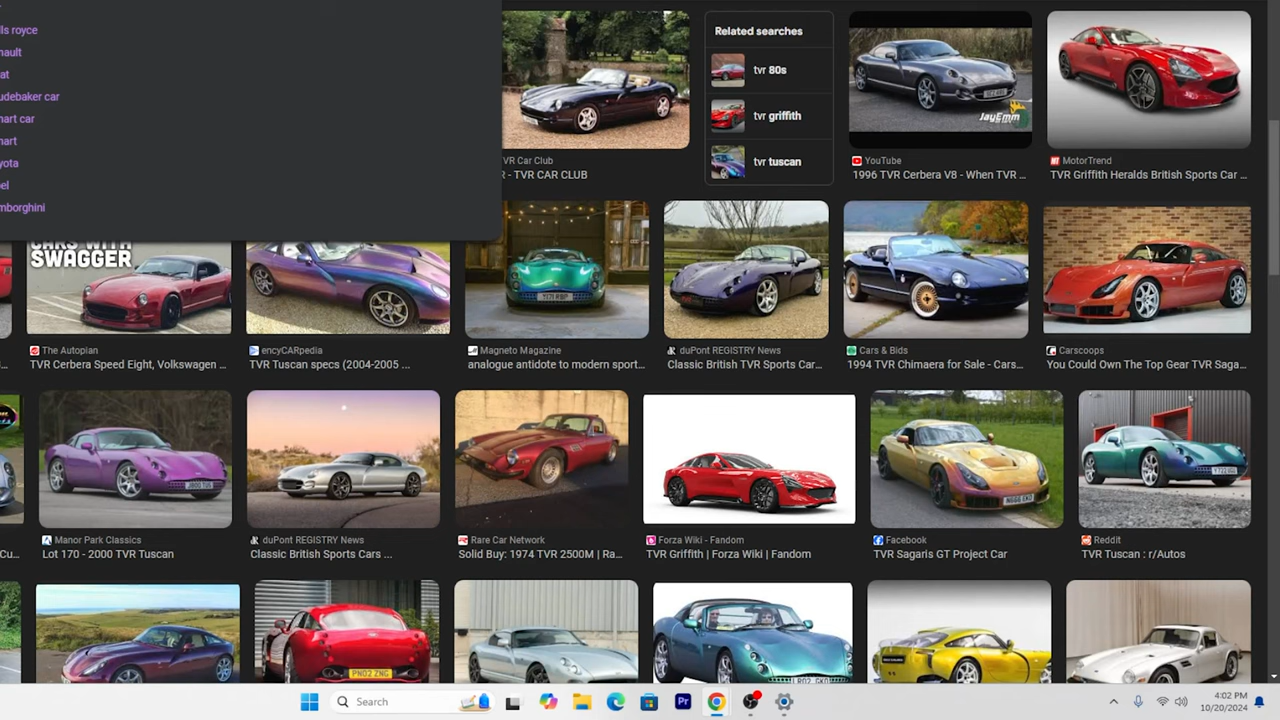 lls royce
nault
at
udebaker car
nart car
nart
yota
el
mborghini
VR Car Club
R - TVR CAR CLUB
Related searches
tvr 80s
tvr griffith
tvr tuscan
JayEmm
YouTube
1996 TVR Cerbera V8 - When TVR ...
MotorTrend
TVR Griffith Heralds British Sports Car ...
CARS WITH
SWAGGER
The Autopian
TVR Cerbera Speed Eight, Volkswagen ...
encyCARpedia
TVR Tuscan specs (2004-2005 ...
Magneto Magazine
analogue antidote to modern sport...
duPont REGISTRY News
Classic British TVR Sports Car...
Cars & Bids
1994 TVR Chimaera for Sale - Cars...
Carscoops
You Could Own The Top Gear TVR Saga...
Cu...
Manor Park Classics
Lot 170 - 2000 TVR Tuscan
duPont REGISTRY News
Classic British Sports Cars ...
Rare Car Network
Solid Buy: 1974 TVR 2500M | Ra...
Forza Wiki - Fandom
TVR Griffith | Forza Wiki | Fandom
Facebook
TVR Sagaris GT Project Car
Reddit
TVR Tuscan : r/Autos
PN02 ZNG
Search
Pr
4:02 PM
10/20/2024